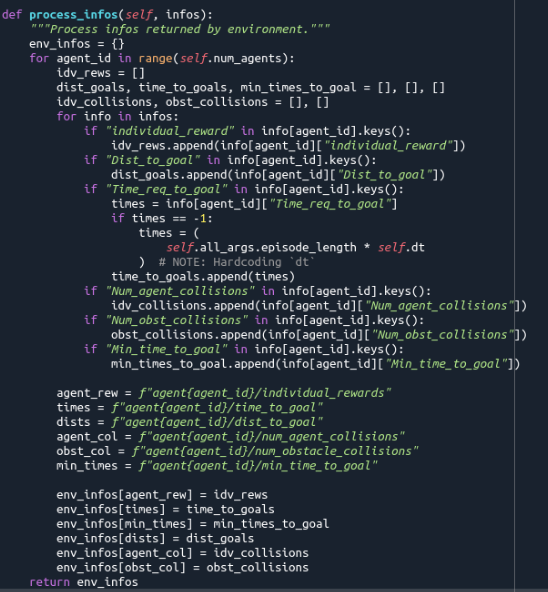 def process_infos(self, infos):
    """Process infos returned by environment."""
    env_infos = {}
    for agent_id in range(self.num_agents):
        idv_rews = []
        dist_goals, time_to_goals, min_times_to_goal = [], [], []
        idv_collisions, obst_collisions = [], []
        for info in infos:
            if "individual_reward" in info[agent_id].keys():
                idv_rews.append(info[agent_id]["individual_reward"])
            if "Dist_to_goal" in info[agent_id].keys():
                dist_goals.append(info[agent_id]["Dist_to_goal"])
            if "Time_req_to_goal" in info[agent_id].keys():
                times = info[agent_id]["Time_req_to_goal"]
                if times == -1:
                    times = (
                        self.all_args.episode_length * self.dt
                    )  # NOTE: Hardcoding `dt`
                time_to_goals.append(times)
            if "Num_agent_collisions" in info[agent_id].keys():
                idv_collisions.append(info[agent_id]["Num_agent_collisions"])
            if "Num_obst_collisions" in info[agent_id].keys():
                obst_collisions.append(info[agent_id]["Num_obst_collisions"])
            if "Min_time_to_goal" in info[agent_id].keys():
                min_times_to_goal.append(info[agent_id]["Min_time_to_goal"])

        agent_rew = f"agent{agent_id}/individual_rewards"
        times = f"agent{agent_id}/time_to_goal"
        dists = f"agent{agent_id}/dist_to_goal"
        agent_col = f"agent{agent_id}/num_agent_collisions"
        obst_col = f"agent{agent_id}/num_obstacle_collisions"
        min_times = f"agent{agent_id}/min_time_to_goal"

        env_infos[agent_rew] = idv_rews
        env_infos[times] = time_to_goals
        env_infos[min_times] = min_times_to_goal
        env_infos[dists] = dist_goals
        env_infos[agent_col] = idv_collisions
        env_infos[obst_col] = obst_collisions
    return env_infos